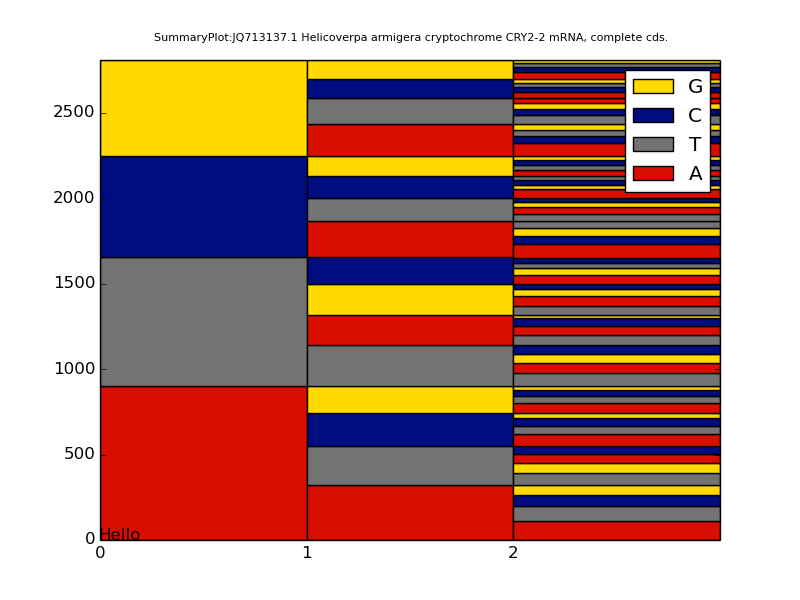 SummaryPlot:JQ713137.1 Helicoverpa armigera cryptochrome CRY2-2 mRNA, complete cds.
G
C
T
A
2500
2000
1500
1000
500
0
Hello
0 1 2